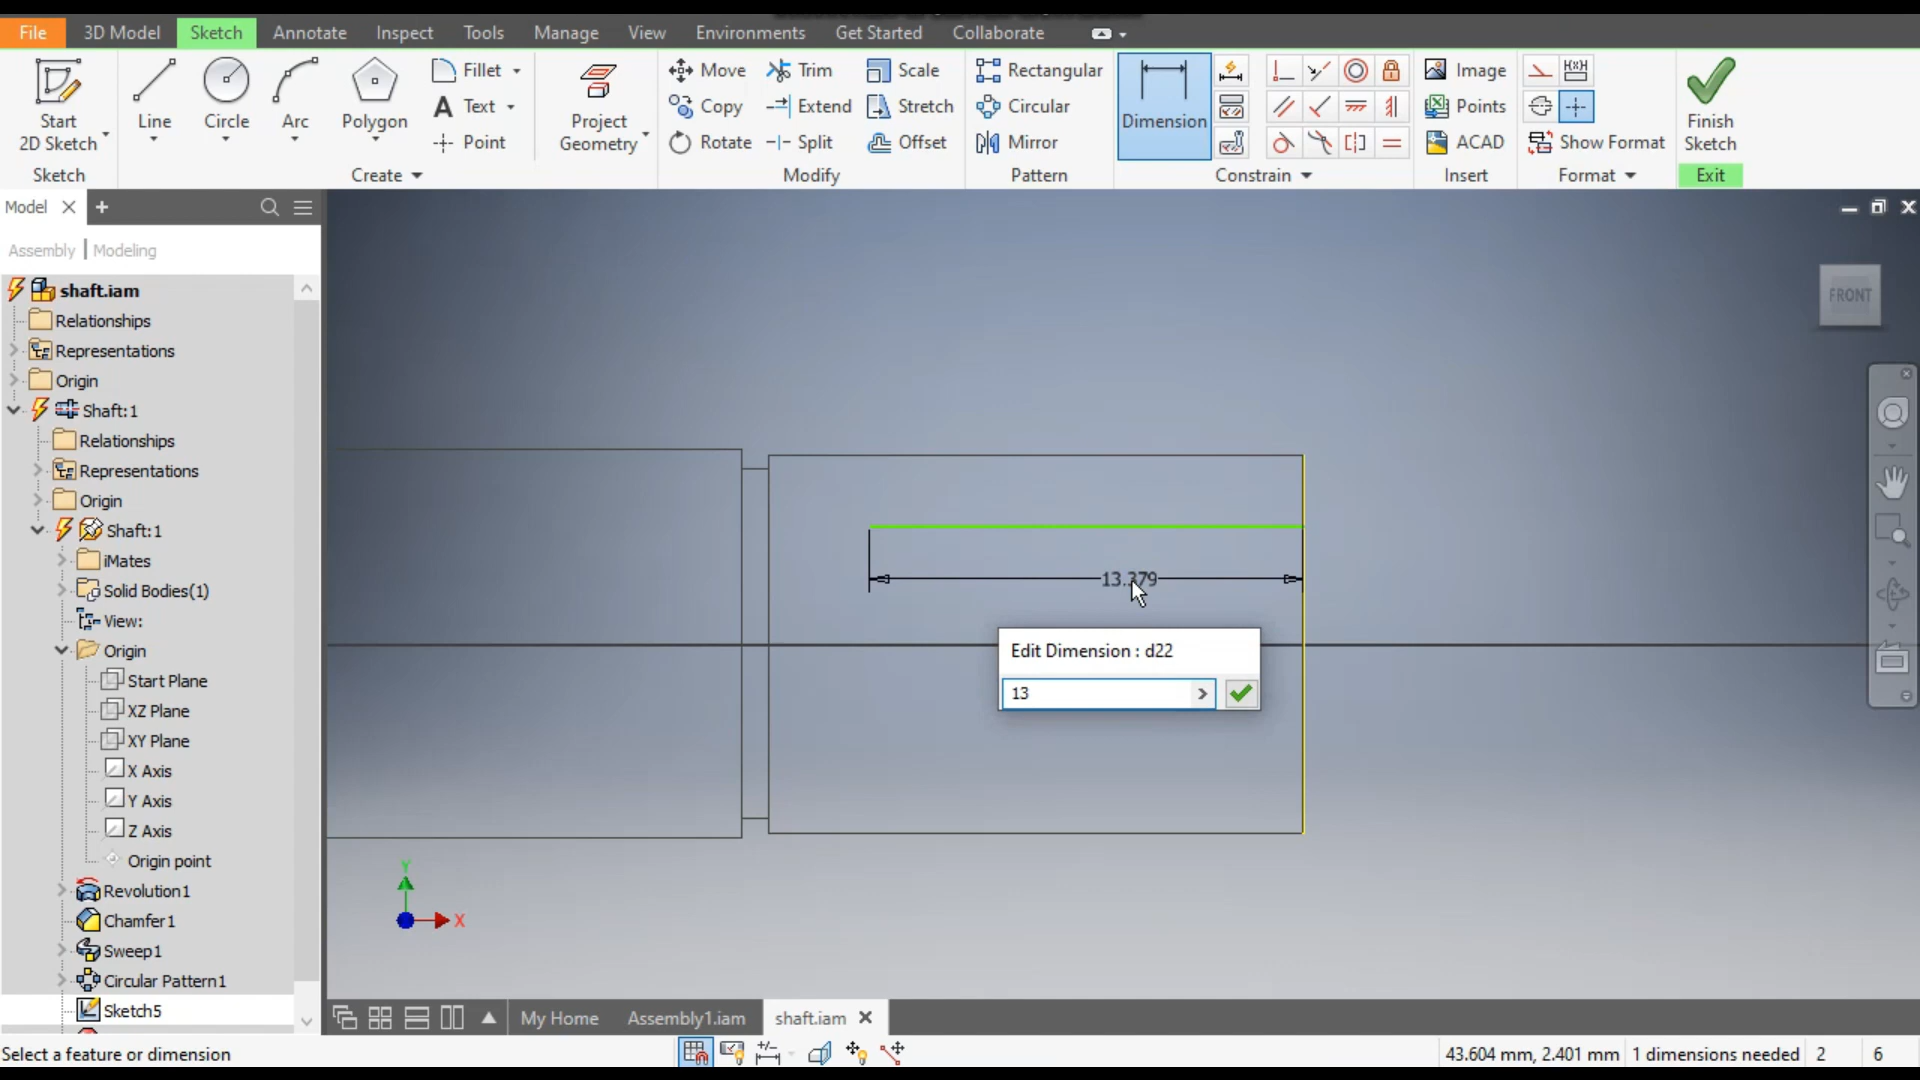 File 3D Model Sketch Annotate Inspect Tools Manage View Environments Get Started Collaborate
Start 2D Sketch
Line
Circle
Arc
Polygon
Fillet
Text
Point
Project Geometry
Move
Copy
Rotate
Trim
Extend
Split
Scale
Stretch
Offset
Rectangular
Circular
Mirror
Dimension
Image
Points
ACAD
Show Format
Finish Sketch
Sketch Create Modify Pattern Constrain Insert Format Exit
Model
Assembly | Modeling
shaft.iam
Relationships
Representations
Origin
Shaft:1
Relationships
Representations
Origin
Shaft:1
iMates
Solid Bodies(1)
View:
Origin
Start Plane
XZ Plane
XY Plane
X Axis
Y Axis
Z Axis
Origin point
Revolution1
Chamfer1
Sweep1
Circular Pattern1
Sketch5
FRONT
13.379
Edit Dimension : d22
13
Y
X
My Home Assembly1.iam shaft.iam
Select a feature or dimension
43.604 mm, 2.401 mm 1 dimensions needed 2 6